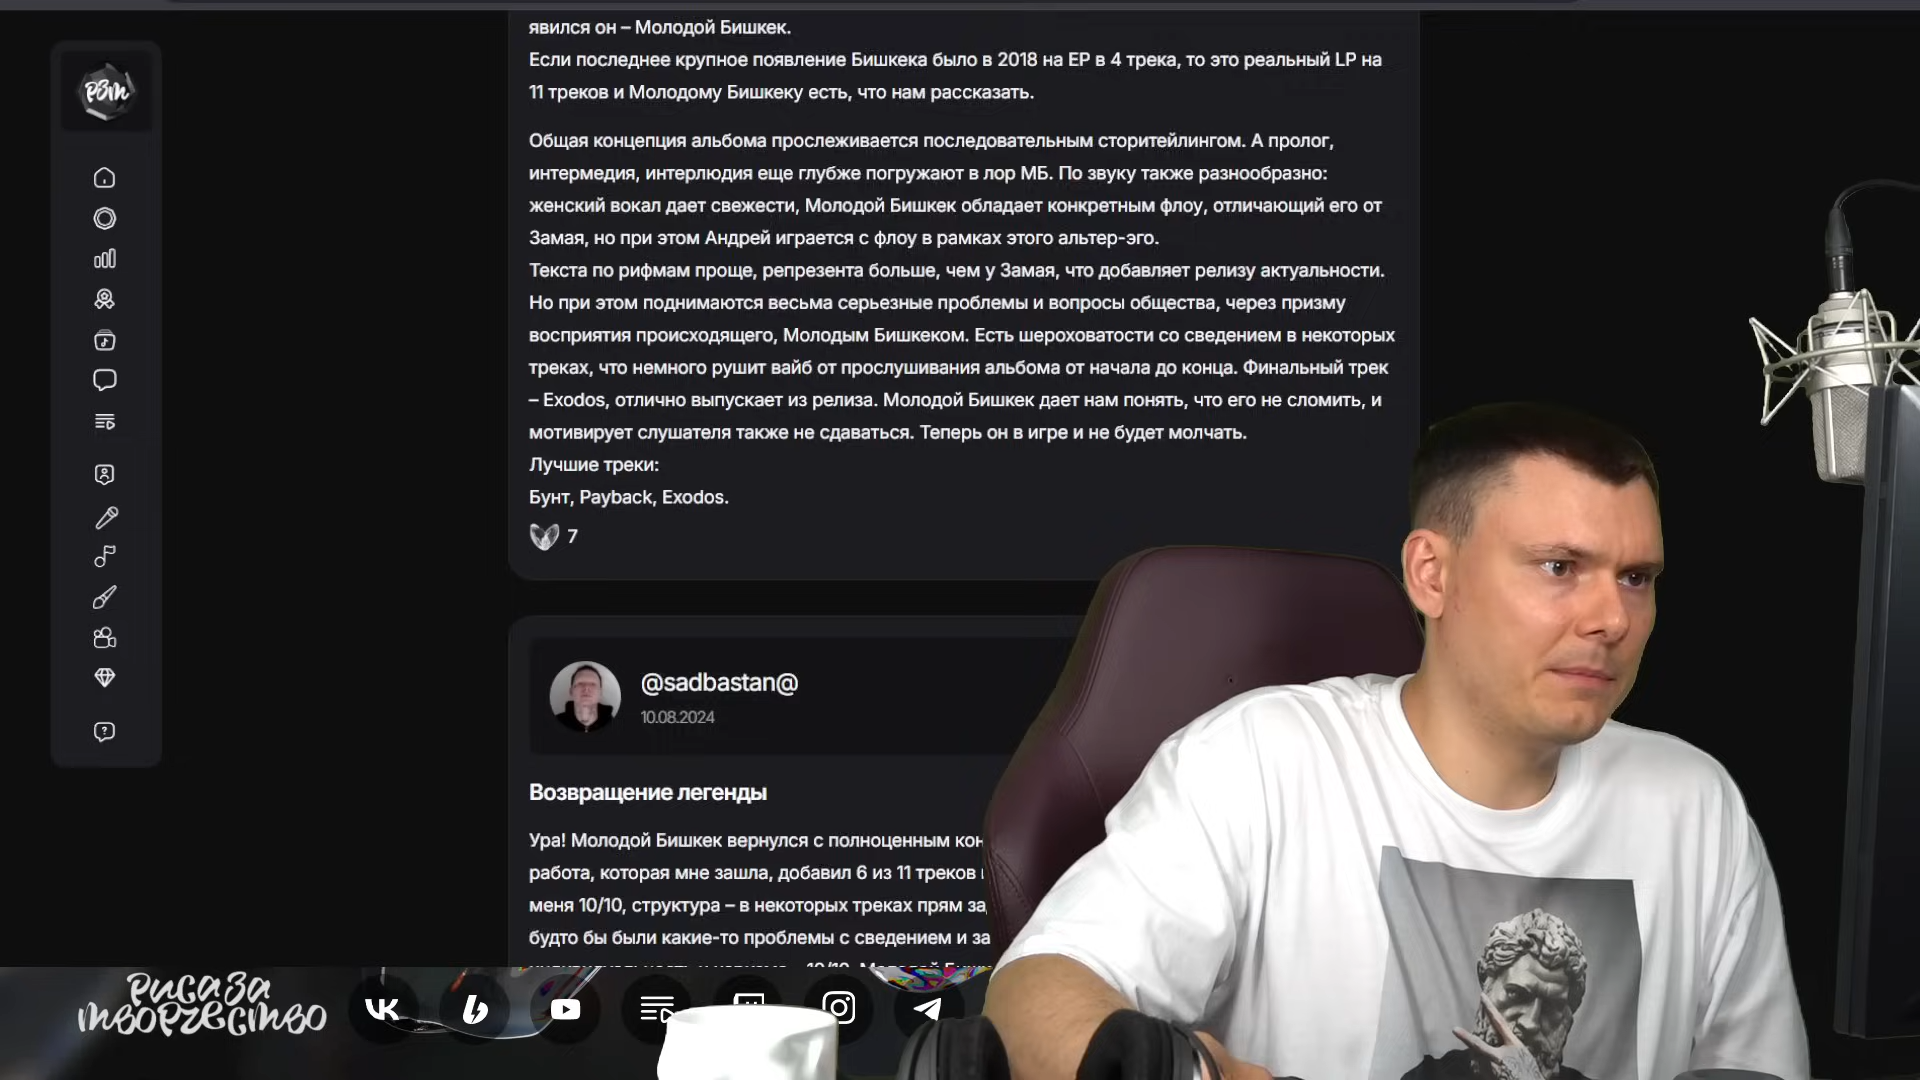 явился он – Молодой Бишкек.
Если последнее крупное появление Бишкека было в 2018 на EP в 4 трека, то это реальный LP на
11 треков и Молодому Бишкеку есть, что нам рассказать.
Общая концепция альбома прослеживается последовательным сторитейлингом. А пролог,
интермедия, интерлюдия еще глубже погружают в лор МБ. По звуку также разнообразно:
женский вокал дает свежести, Молодой Бишкек обладает конкретным флоу, отличающий его от
Замая, но при этом Андрей играется с флоу в рамках этого альтер-эго.
Текста по рифмам проще, репрезента больше, чем у Замая, что добавляет релизу актуальности.
Но при этом поднимаются весьма серьезные проблемы и вопросы общества, через призму
восприятия происходящего, Молодым Бишкеком. Есть шероховатости со сведением в некоторых
треках, что немного рушит вайб от прослушивания альбома от начала до конца. Финальный трек
– Exodos, отлично выпускает из релиза. Молодой Бишкек дает нам понять, что его не сломить, и
мотивирует слушателя также не сдаваться. Теперь он в игре и не будет молчать.
Лучшие треки:
Бунт, Payback, Exodos.
7
@sadbastan@
10.08.2024
Возвращение легенды
Ура! Молодой Бишкек вернулся с полноценным
работа, которая мне зашла, добавил 6 из 11 треков
меня 10/10, структура – в некоторых треках прям
будто бы были какие-то проблемы с сведением и
РЗТ
Риса за
творчество